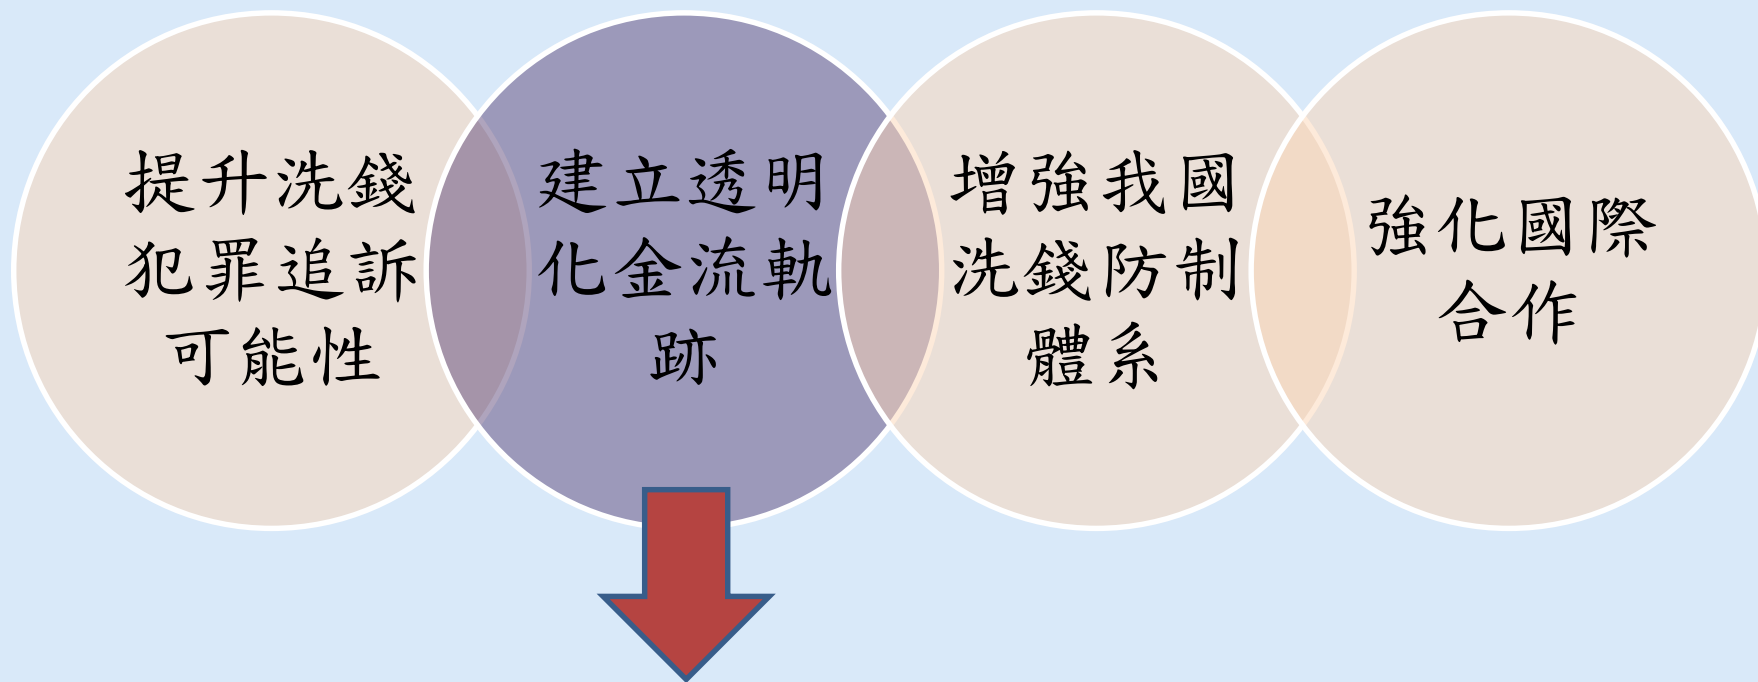 提升洗錢
犯罪追訴
可能性
建立透明
化金流軌
跡
增強我國
洗錢防制
體系
強化國際
合作